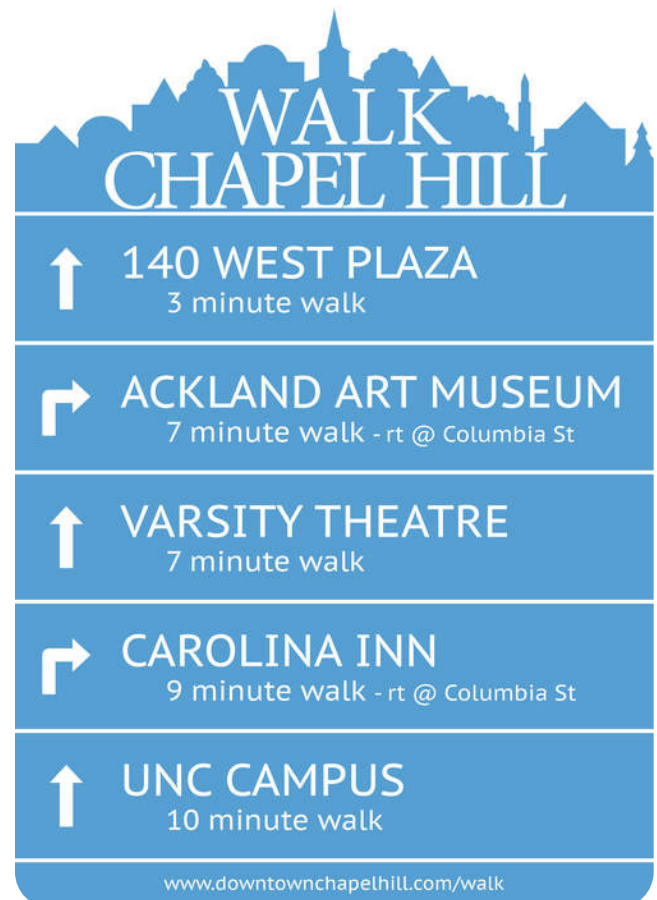 WALK
CHAPEL HILL
140 WEST PLAZA
3 minute walk
ACKLAND ART MUSEUM
7 minute walk - rt @ Columbia St
VARSITY THEATRE
7 minute walk
CAROLINA INN
9 minute walk - rt @ Columbia St
UNC CAMPUS
10 minute walk
www.downtownchapelhill.com/walk